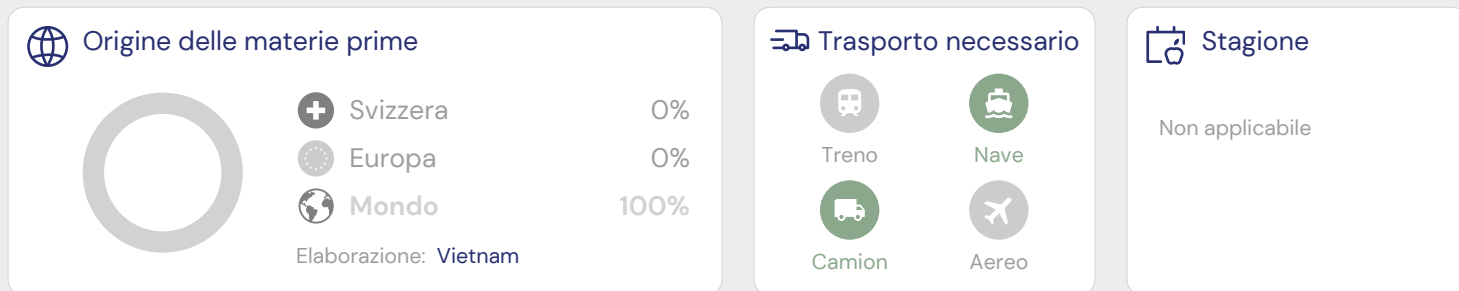 Origine delle materie prime
Svizzera 0%
Europa 0%
Mondo 100%
Elaborazione: Vietnam
Trasporto necessario
Treno
Nave
Camion
Aereo
Stagione
Non applicabile